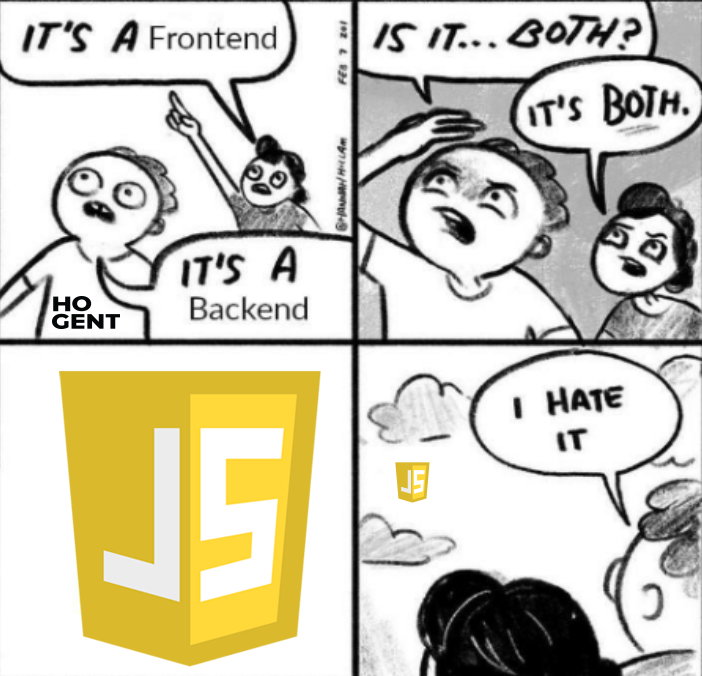 IT'S A Frontend
FEB 7 201
@HANNAHHILLAM
IT'S A
Backend
HO
GENT
IS IT... BOTH?
IT'S BOTH.
JS
I HATE
IT
JS